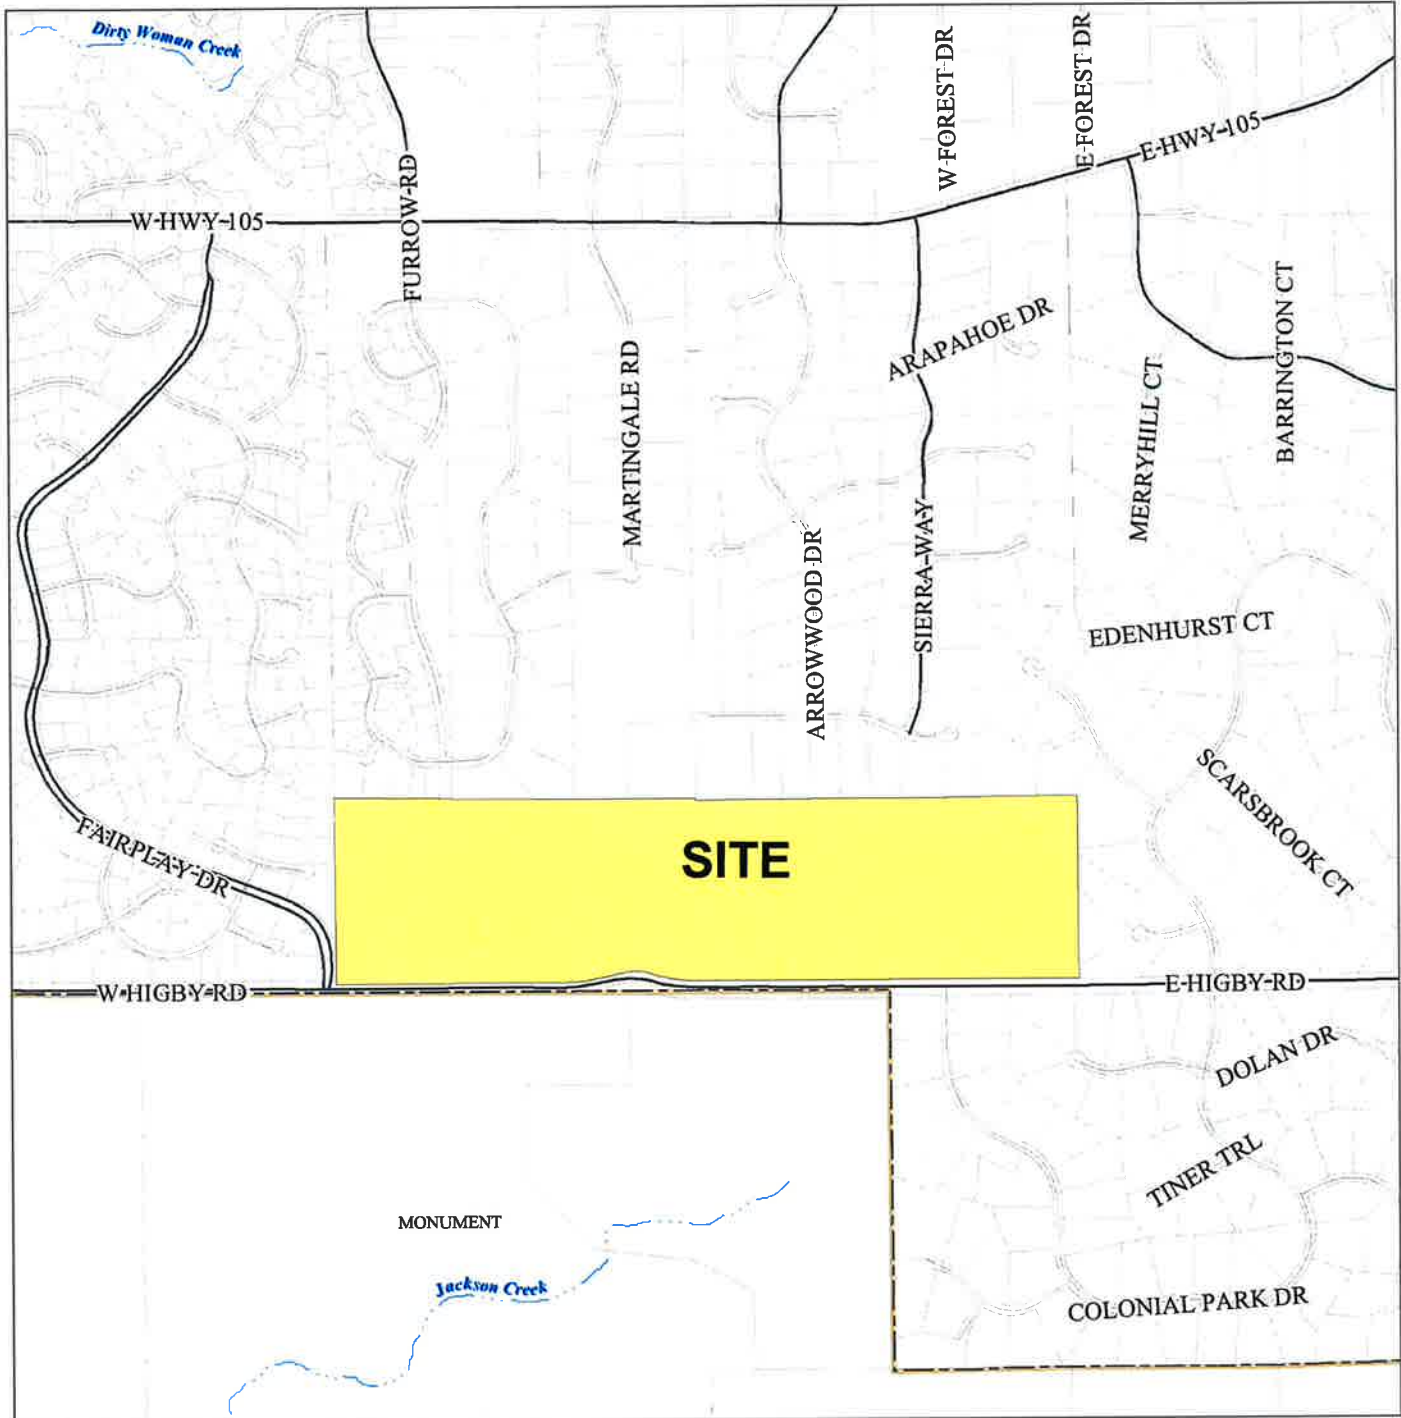 Dirty Woman Creek
W FOREST DR
E FOREST DR
E HWY 105
W HWY 105
FURROW RD
ARAPAHOE DR
BARRINGTON CT
MARTINGALE RD
MERRYHILL CT
SIERRA WAY
ARROWWOOD DR
EDENHURST CT
SCARSBROOK CT
FAIRPLAY DR
SITE
W HIGBY RD
E HIGBY RD
DOLAN DR
TINER TRL
MONUMENT
Jackson Creek
COLONIAL PARK DR